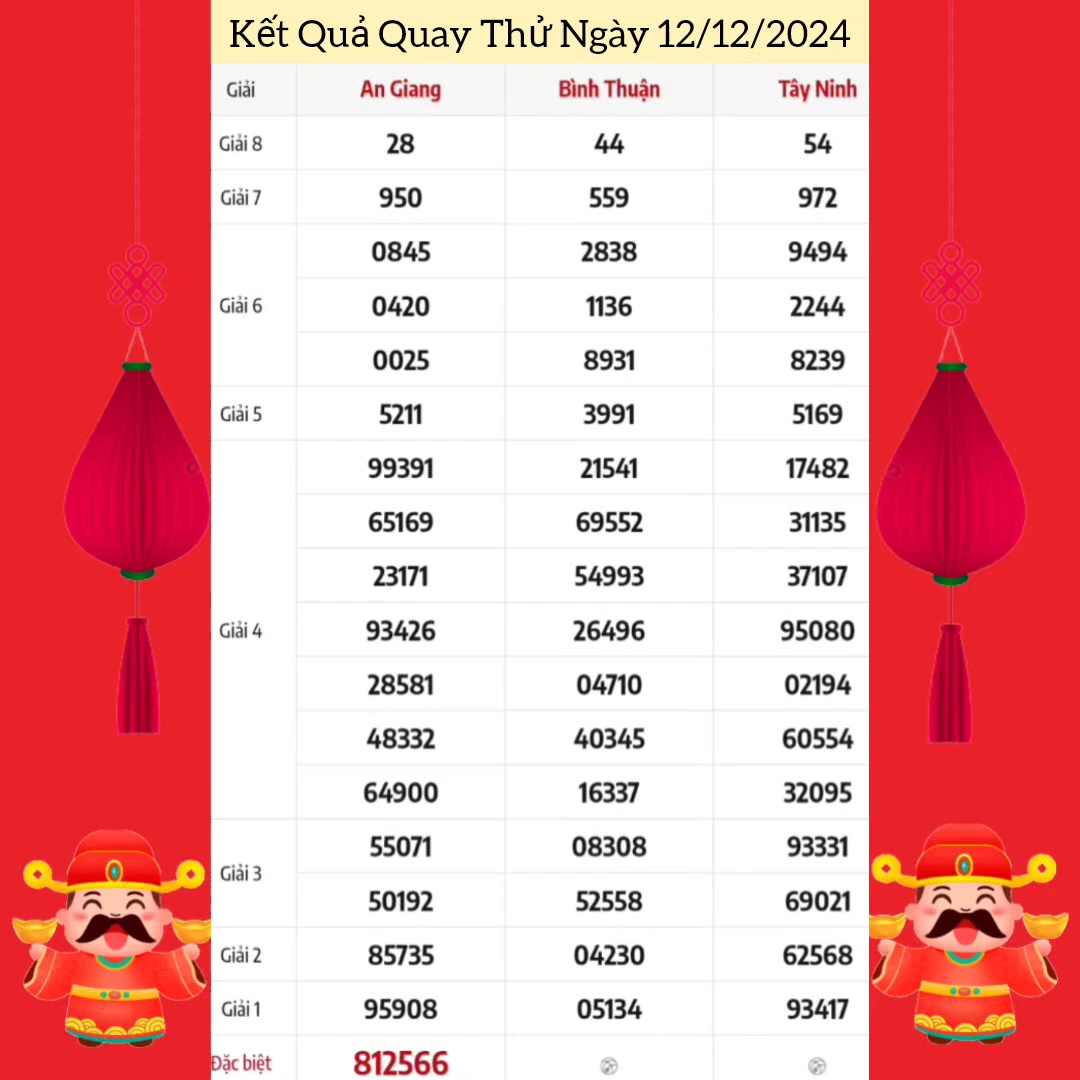 Kết Quả Quay Thử Ngày 12/12/2024
Giải An Giang Bình Thuận Tây Ninh
Giải 8 28 44 54
Giải 7 950 559 972
0845 2838 9494
Giải 6 0420 1136 2244
0025 8931 8239
Giải 5 5211 3991 5169
99391 21541 17482
65169 69552 31135
23171 54993 37107
Giải 4 93426 26496 95080
28581 04710 02194
48332 40345 60554
64900 16337 32095
Giải 3
55071 08308 93331
50192 52558 69021
Giải 2 85735 04230 62568
Giải 1 95908 05134 93417
Đặc biệt 812566